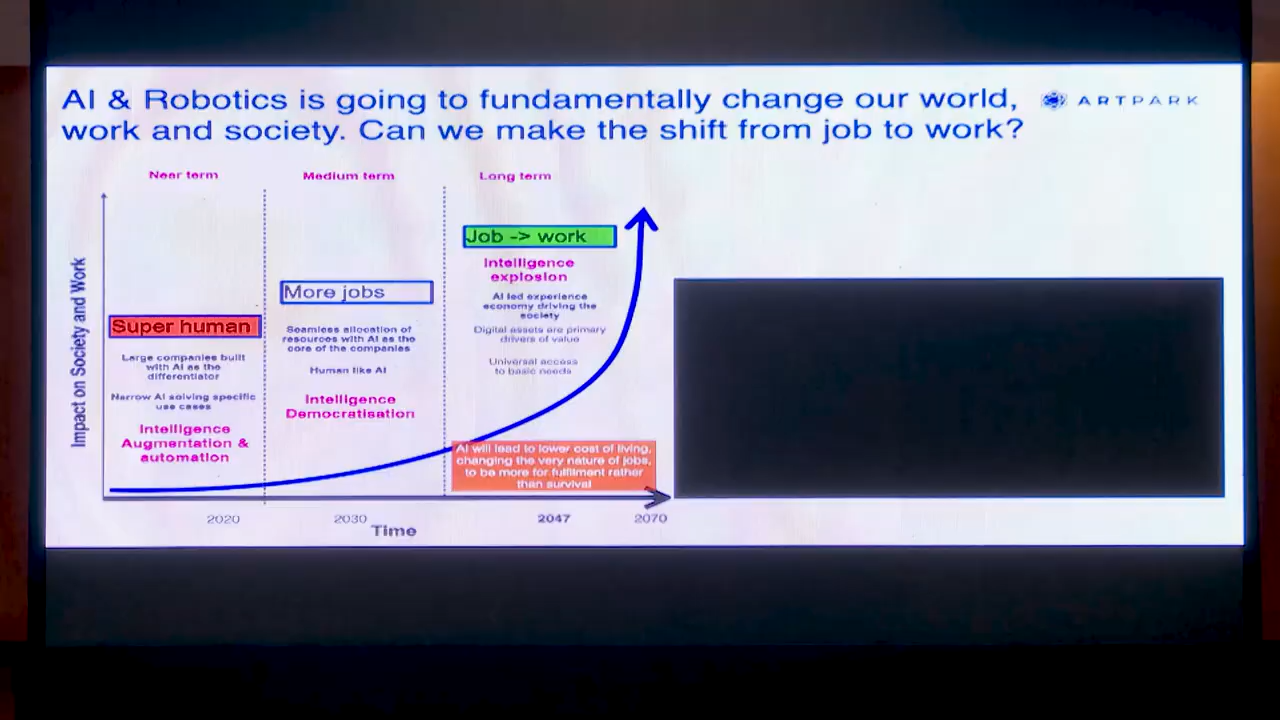 AI & Robotics is going to fundamentally change our world,
work and society. Can we make the shift from job to work?
ARTPARK
Near term
Medium term
Long term
Impact on Society and Work
Super human
Large companies built
with AI as the
differentiator
Narrow AI solving specific
use cases
Intelligence
Augmentation &
automation
More jobs
Seamless allocation of
resources with AI as the
core of the companies
Human like AI
Intelligence
Democratisation
Job -> work
Intelligence
explosion
AI led experience
economy driving the
society
Digital assets are primary
drivers of value
Universal access
to basic needs
AI will lead to lower cost of living,
changing the very nature of jobs,
to be more for fulfilment rather
than survival
2020
2030
2047
2070
Time